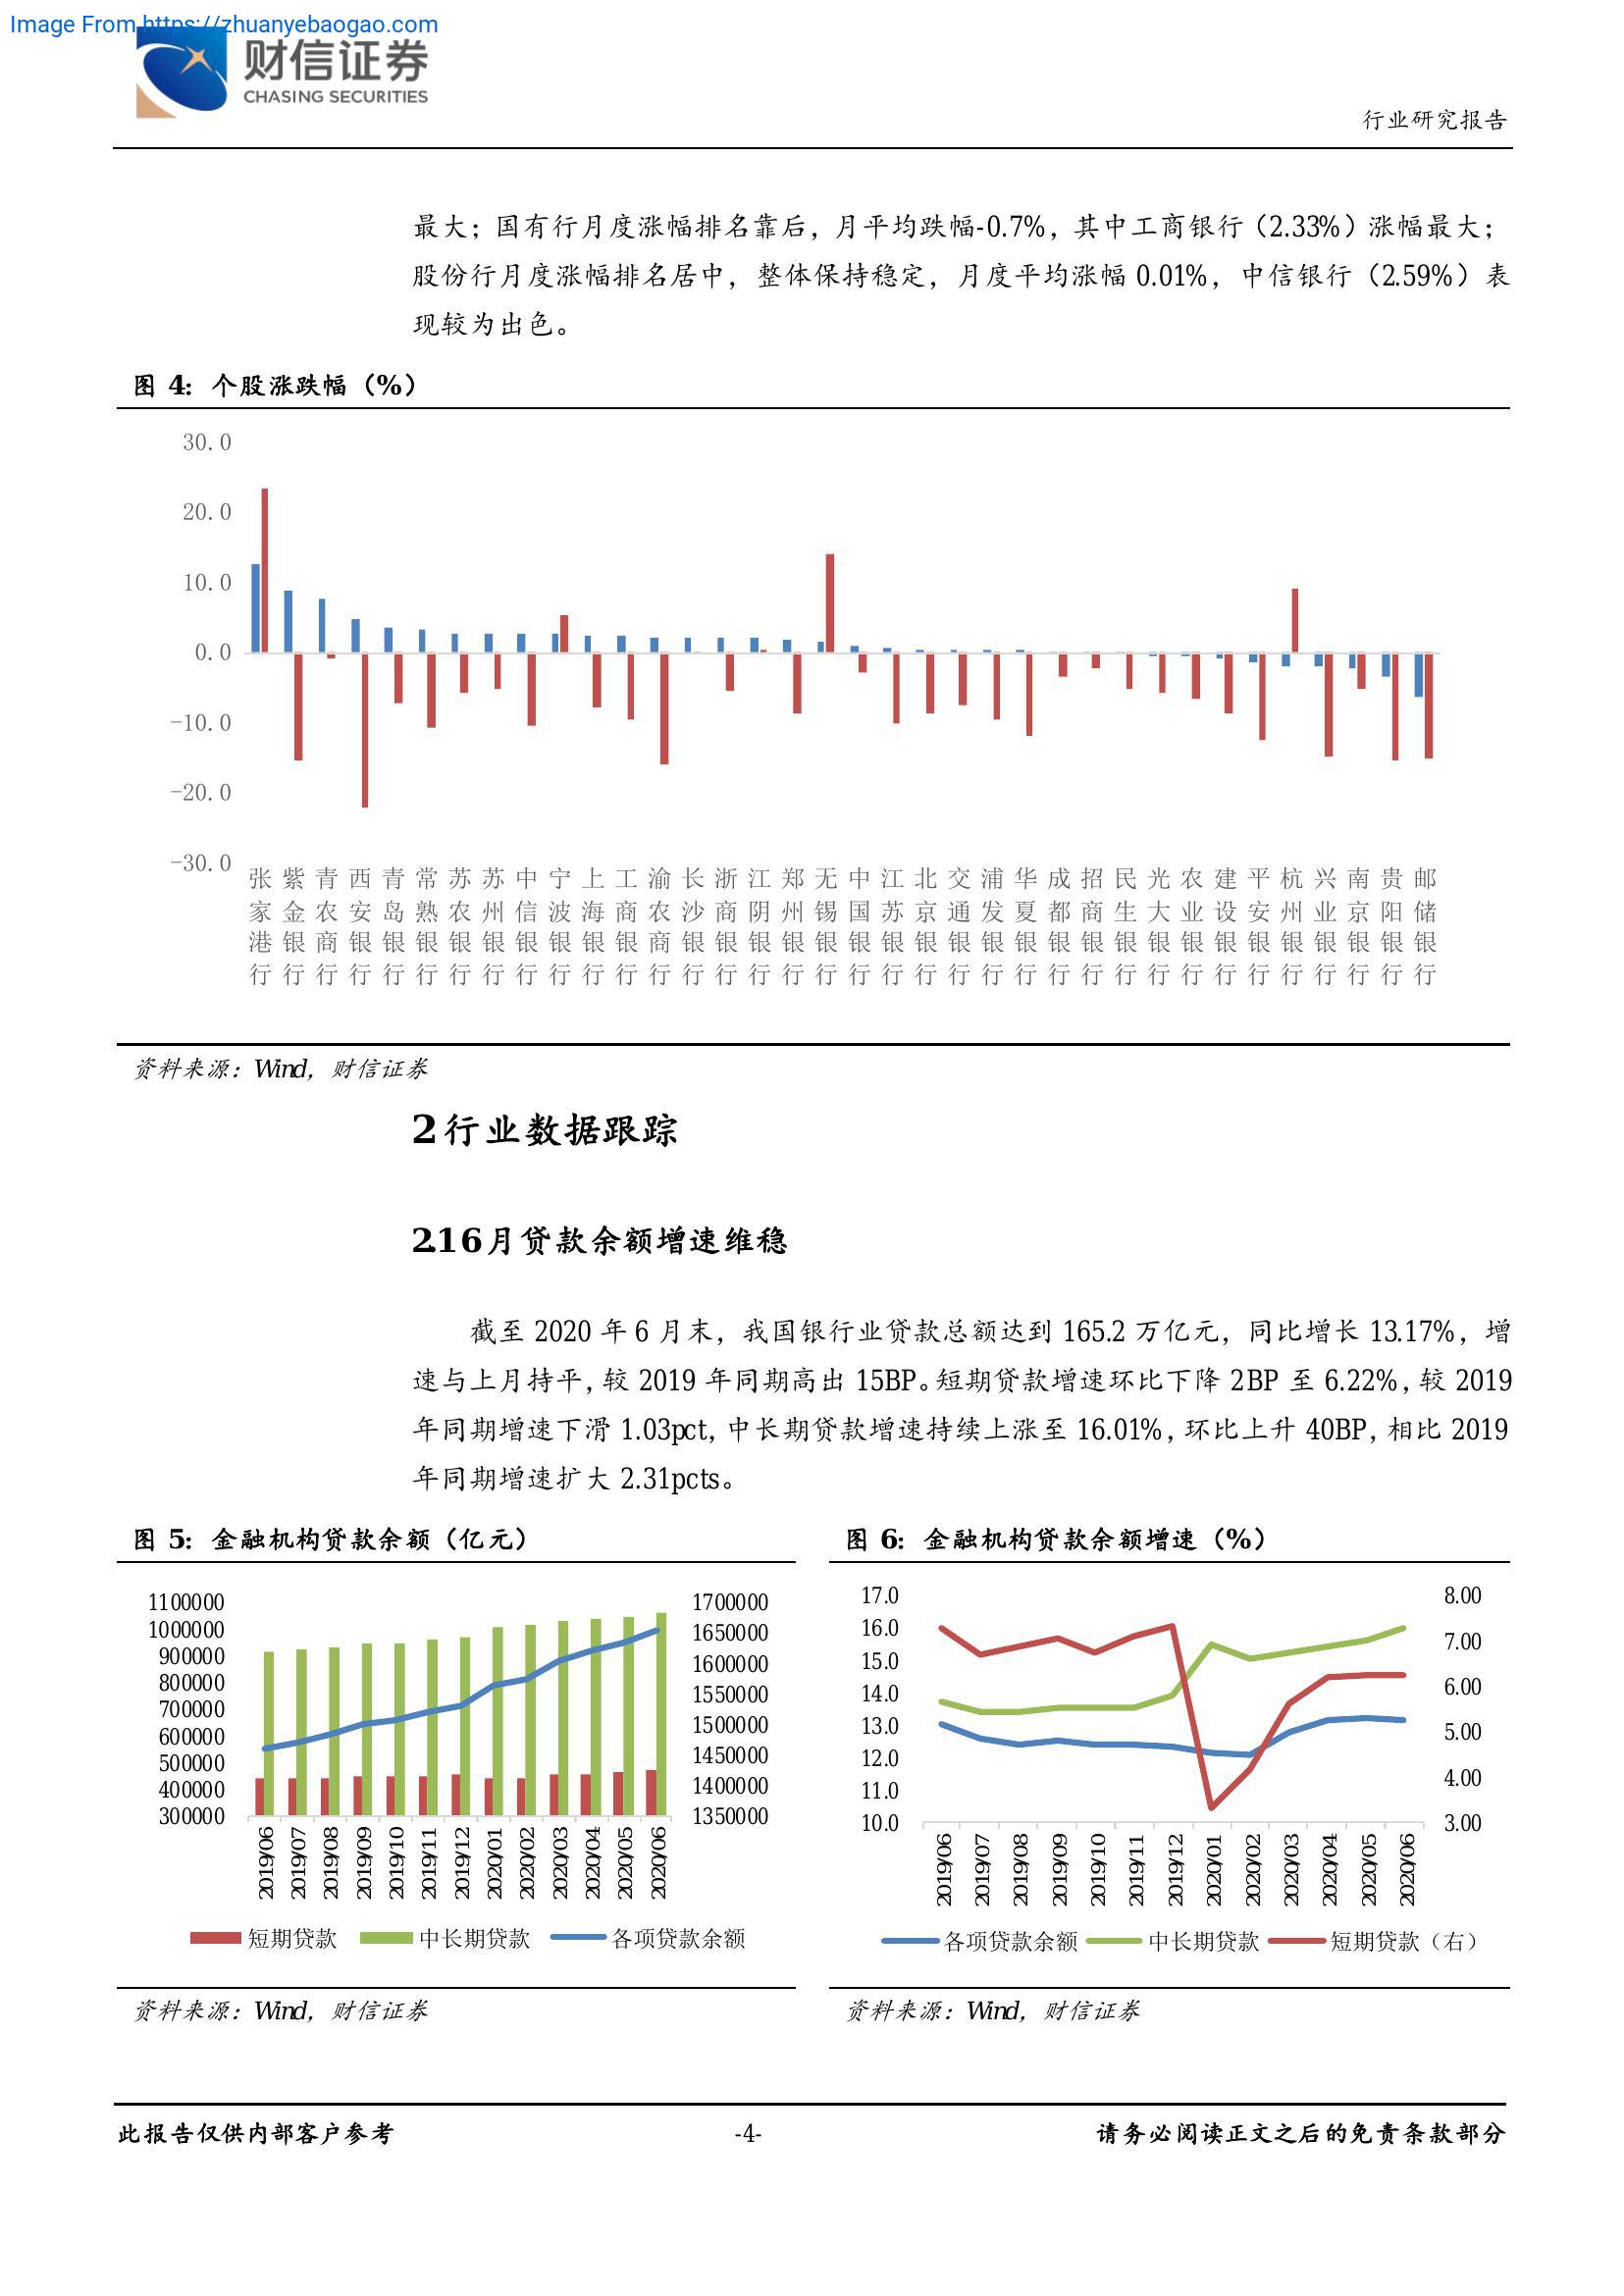 Image From https://zhuanyebaogao.com
财信证券
CHASING SECURITIES
行业研究报告
最大；国有行月度涨幅排名靠后，月平均跌幅-0.7%，其中工商银行（2.33%）涨幅最大；
股份行月度涨幅排名居中，整体保持稳定，月度平均涨幅 0.01%，中信银行（2.59%）表
现较为出色。
图 4：个股涨跌幅（%）
30.0
20.0
10.0
0.0
-10.0
-20.0
-30.0
张家港行 紫金银行 青农商行 西安银行 青岛银行 常熟银行 苏农银行 苏州银行 中信银行 宁波银行 上海银行 工商银行 渝农商行 长沙银行 浙商银行 江阴银行 郑州银行 无锡银行 中国银行 江苏银行 北京银行 交通银行 浦发银行 华夏银行 成都银行 招商银行 民生银行 光大银行 农业银行 建设银行 平安银行 杭州银行 兴业银行 南京银行 贵阳银行 邮储银行
资料来源：Wind，财信证券
2 行业数据跟踪
2.1 6 月贷款余额增速维稳
截至 2020 年 6 月末，我国银行业贷款总额达到 165.2 万亿元，同比增长 13.17%，增
速与上月持平，较 2019 年同期高出 15BP。短期贷款增速环比下降 2BP 至 6.22%，较 2019
年同期增速下滑 1.03pct，中长期贷款增速持续上涨至 16.01%，环比上升 40BP，相比 2019
年同期增速扩大 2.31pcts。
图 5：金融机构贷款余额（亿元）
1100000
1000000
900000
800000
700000
600000
500000
400000
300000
1700000
1650000
1600000
1550000
1500000
1450000
1400000
1350000
2019/06 2019/07 2019/08 2019/09 2019/10 2019/11 2019/12 2020/01 2020/02 2020/03 2020/04 2020/05 2020/06
短期贷款 中长期贷款 各项贷款余额
资料来源：Wind，财信证券
图 6：金融机构贷款余额增速（%）
17.0
16.0
15.0
14.0
13.0
12.0
11.0
10.0
8.00
7.00
6.00
5.00
4.00
3.00
2019/06 2019/07 2019/08 2019/09 2019/10 2019/11 2019/12 2020/01 2020/02 2020/03 2020/04 2020/05 2020/06
各项贷款余额 中长期贷款 短期贷款（右）
资料来源：Wind，财信证券
此报告仅供内部客户参考
-4-
请务必阅读正文之后的免责条款部分